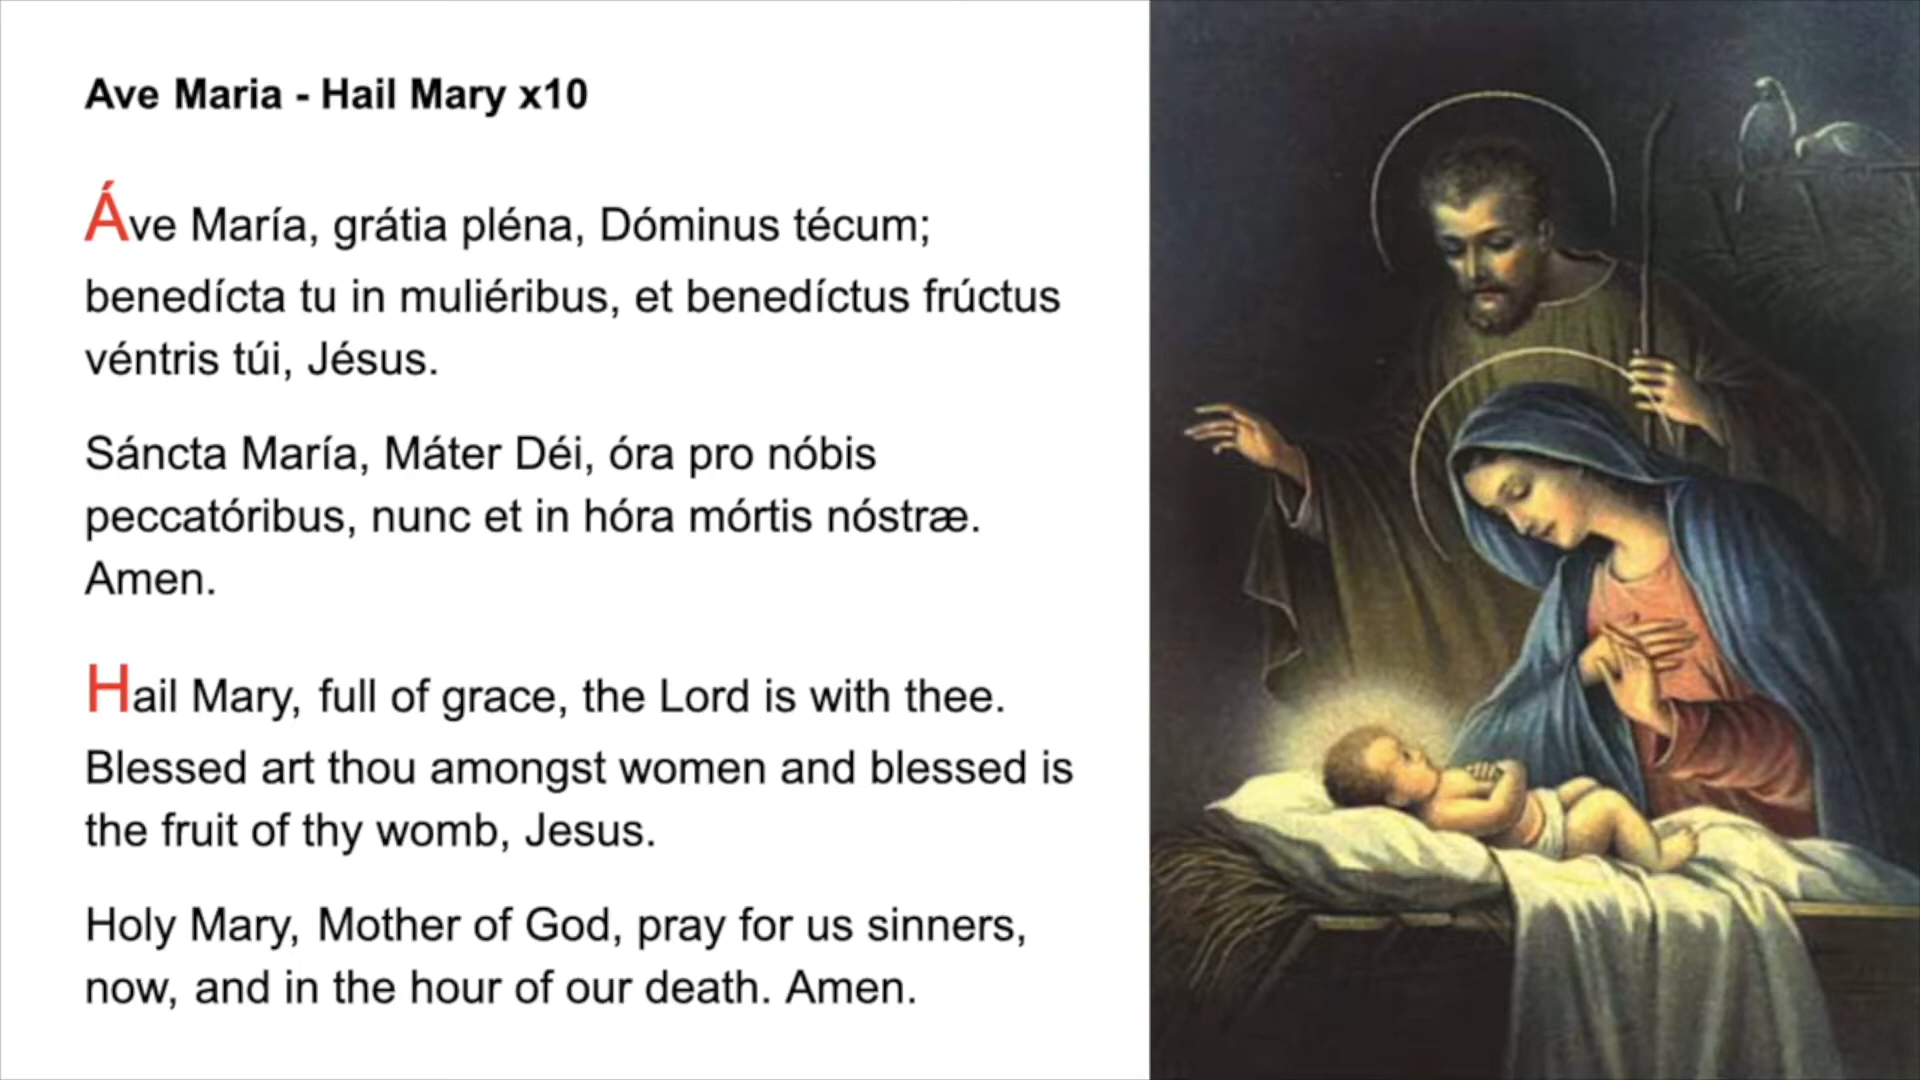 Ave Maria - Hail Mary x10
Áve María, grátia pléna, Dóminus técum;
benedícta tu in muliéribus, et benedíctus frúctus
véntris túi, Jésus.
Sáncta María, Máter Déi, óra pro nóbis
peccatóribus, nunc et in hóra mórtis nóstræ.
Amen.
Hail Mary, full of grace, the Lord is with thee.
Blessed art thou amongst women and blessed is
the fruit of thy womb, Jesus.
Holy Mary, Mother of God, pray for us sinners,
now, and in the hour of our death. Amen.